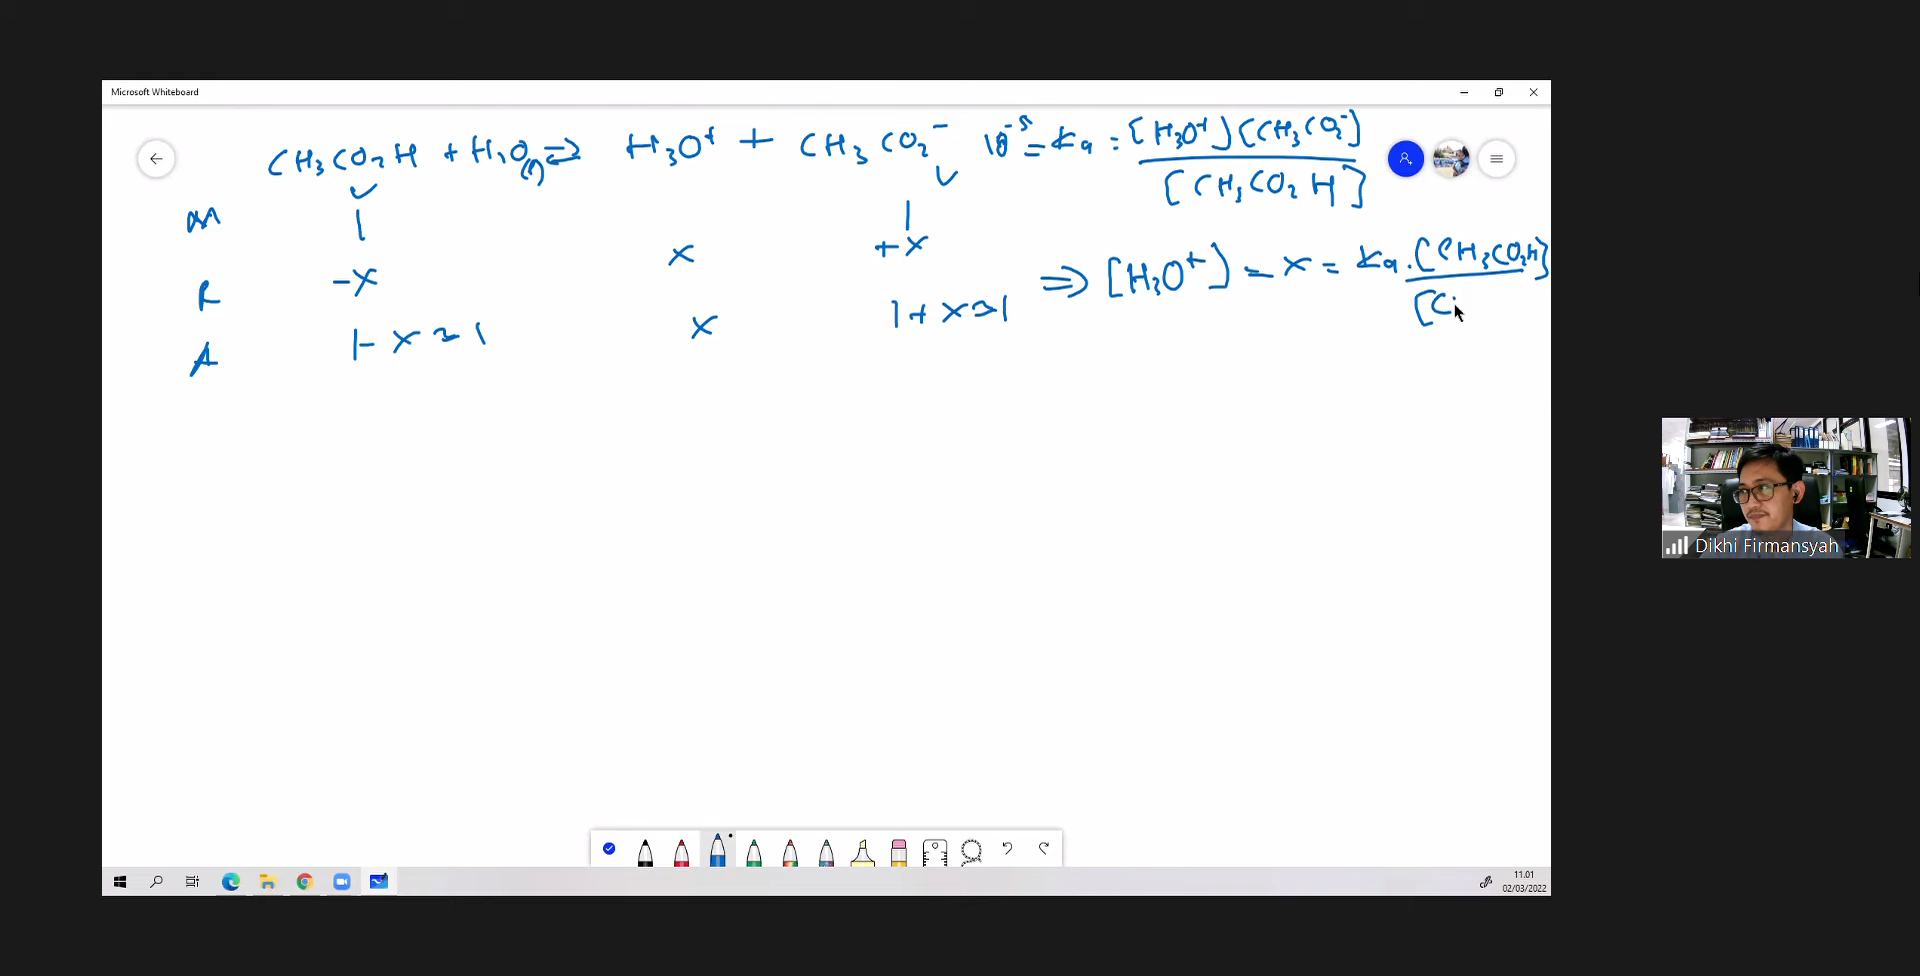 Microsoft Whiteboard
CH₃CO₂H + H₂O(l) ⇌ H₃O⁺ + CH₃CO₂⁻ 10⁻⁵ = Ka = [H₃O⁺][CH₃CO₂⁻] / [CH₃CO₂H]
M 1 1
R -x x +x
A 1-x≈1 x 1+x≈1
⇒ [H₃O⁺] = x = Ka.[CH₃CO₂H] / [C
Dikhi Firmansyah
11.01
02/03/2022